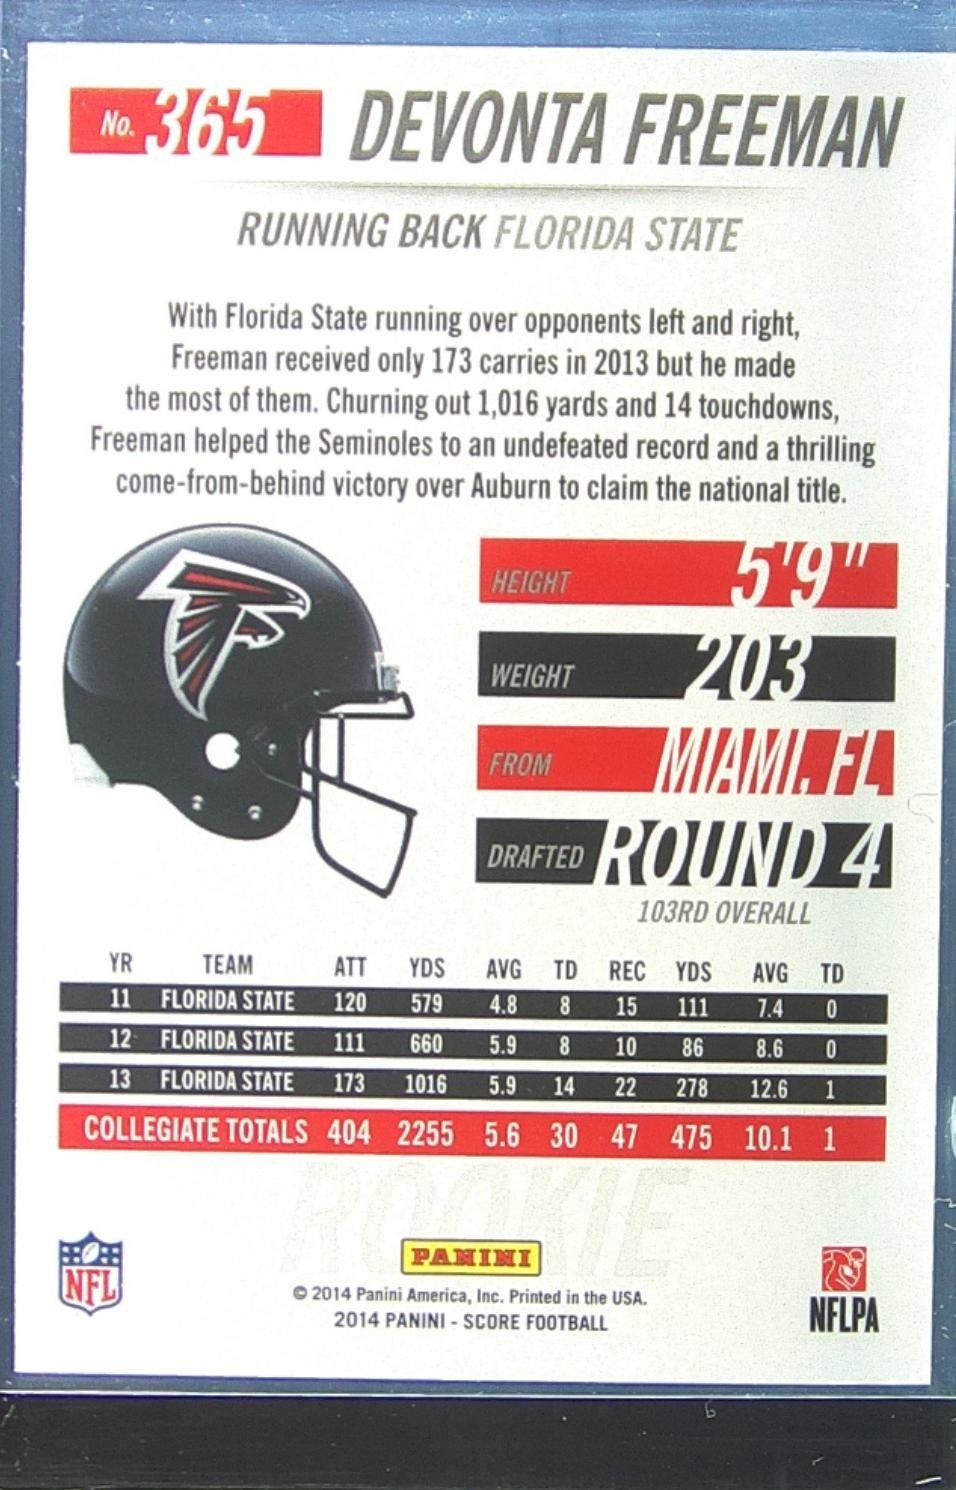 No. 365 DEVONTA FREEMAN
RUNNING BACK FLORIDA STATE
With Florida State running over opponents left and right,
Freeman received only 173 carries in 2013 but he made
the most of them. Churning out 1,016 yards and 14 touchdowns,
Freeman helped the Seminoles to an undefeated record and a thrilling
come-from-behind victory over Auburn to claim the national title.
HEIGHT 5'9"
WEIGHT 203
FROM MIAMI, FL
DRAFTED ROUND 4
103RD OVERALL
YR TEAM ATT YDS AVG TD REC YDS AVG TD
11 FLORIDA STATE 120 579 4.8 8 15 111 7.4 0
12 FLORIDA STATE 111 660 5.9 8 10 86 8.6 0
13 FLORIDA STATE 173 1016 5.9 14 22 278 12.6 1
COLLEGIATE TOTALS 404 2255 5.6 30 47 475 10.1 1
ROOKIE
PANINI
NFL
© 2014 Panini America, Inc. Printed in the USA.
2014 PANINI - SCORE FOOTBALL
NFLPA